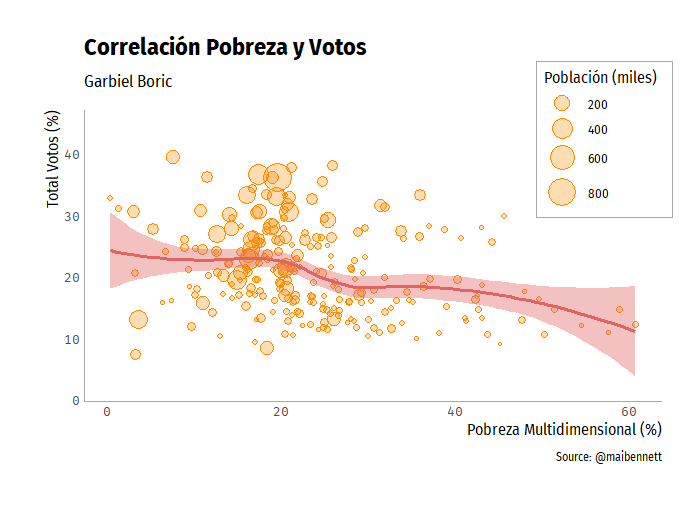 Correlación Pobreza y Votos
Garbiel Boric
Población (miles)
200
400
600
800
Total Votos (%)
40
30
20
10
0
0 20 40 60
Pobreza Multidimensional (%)
Source: @maibennett